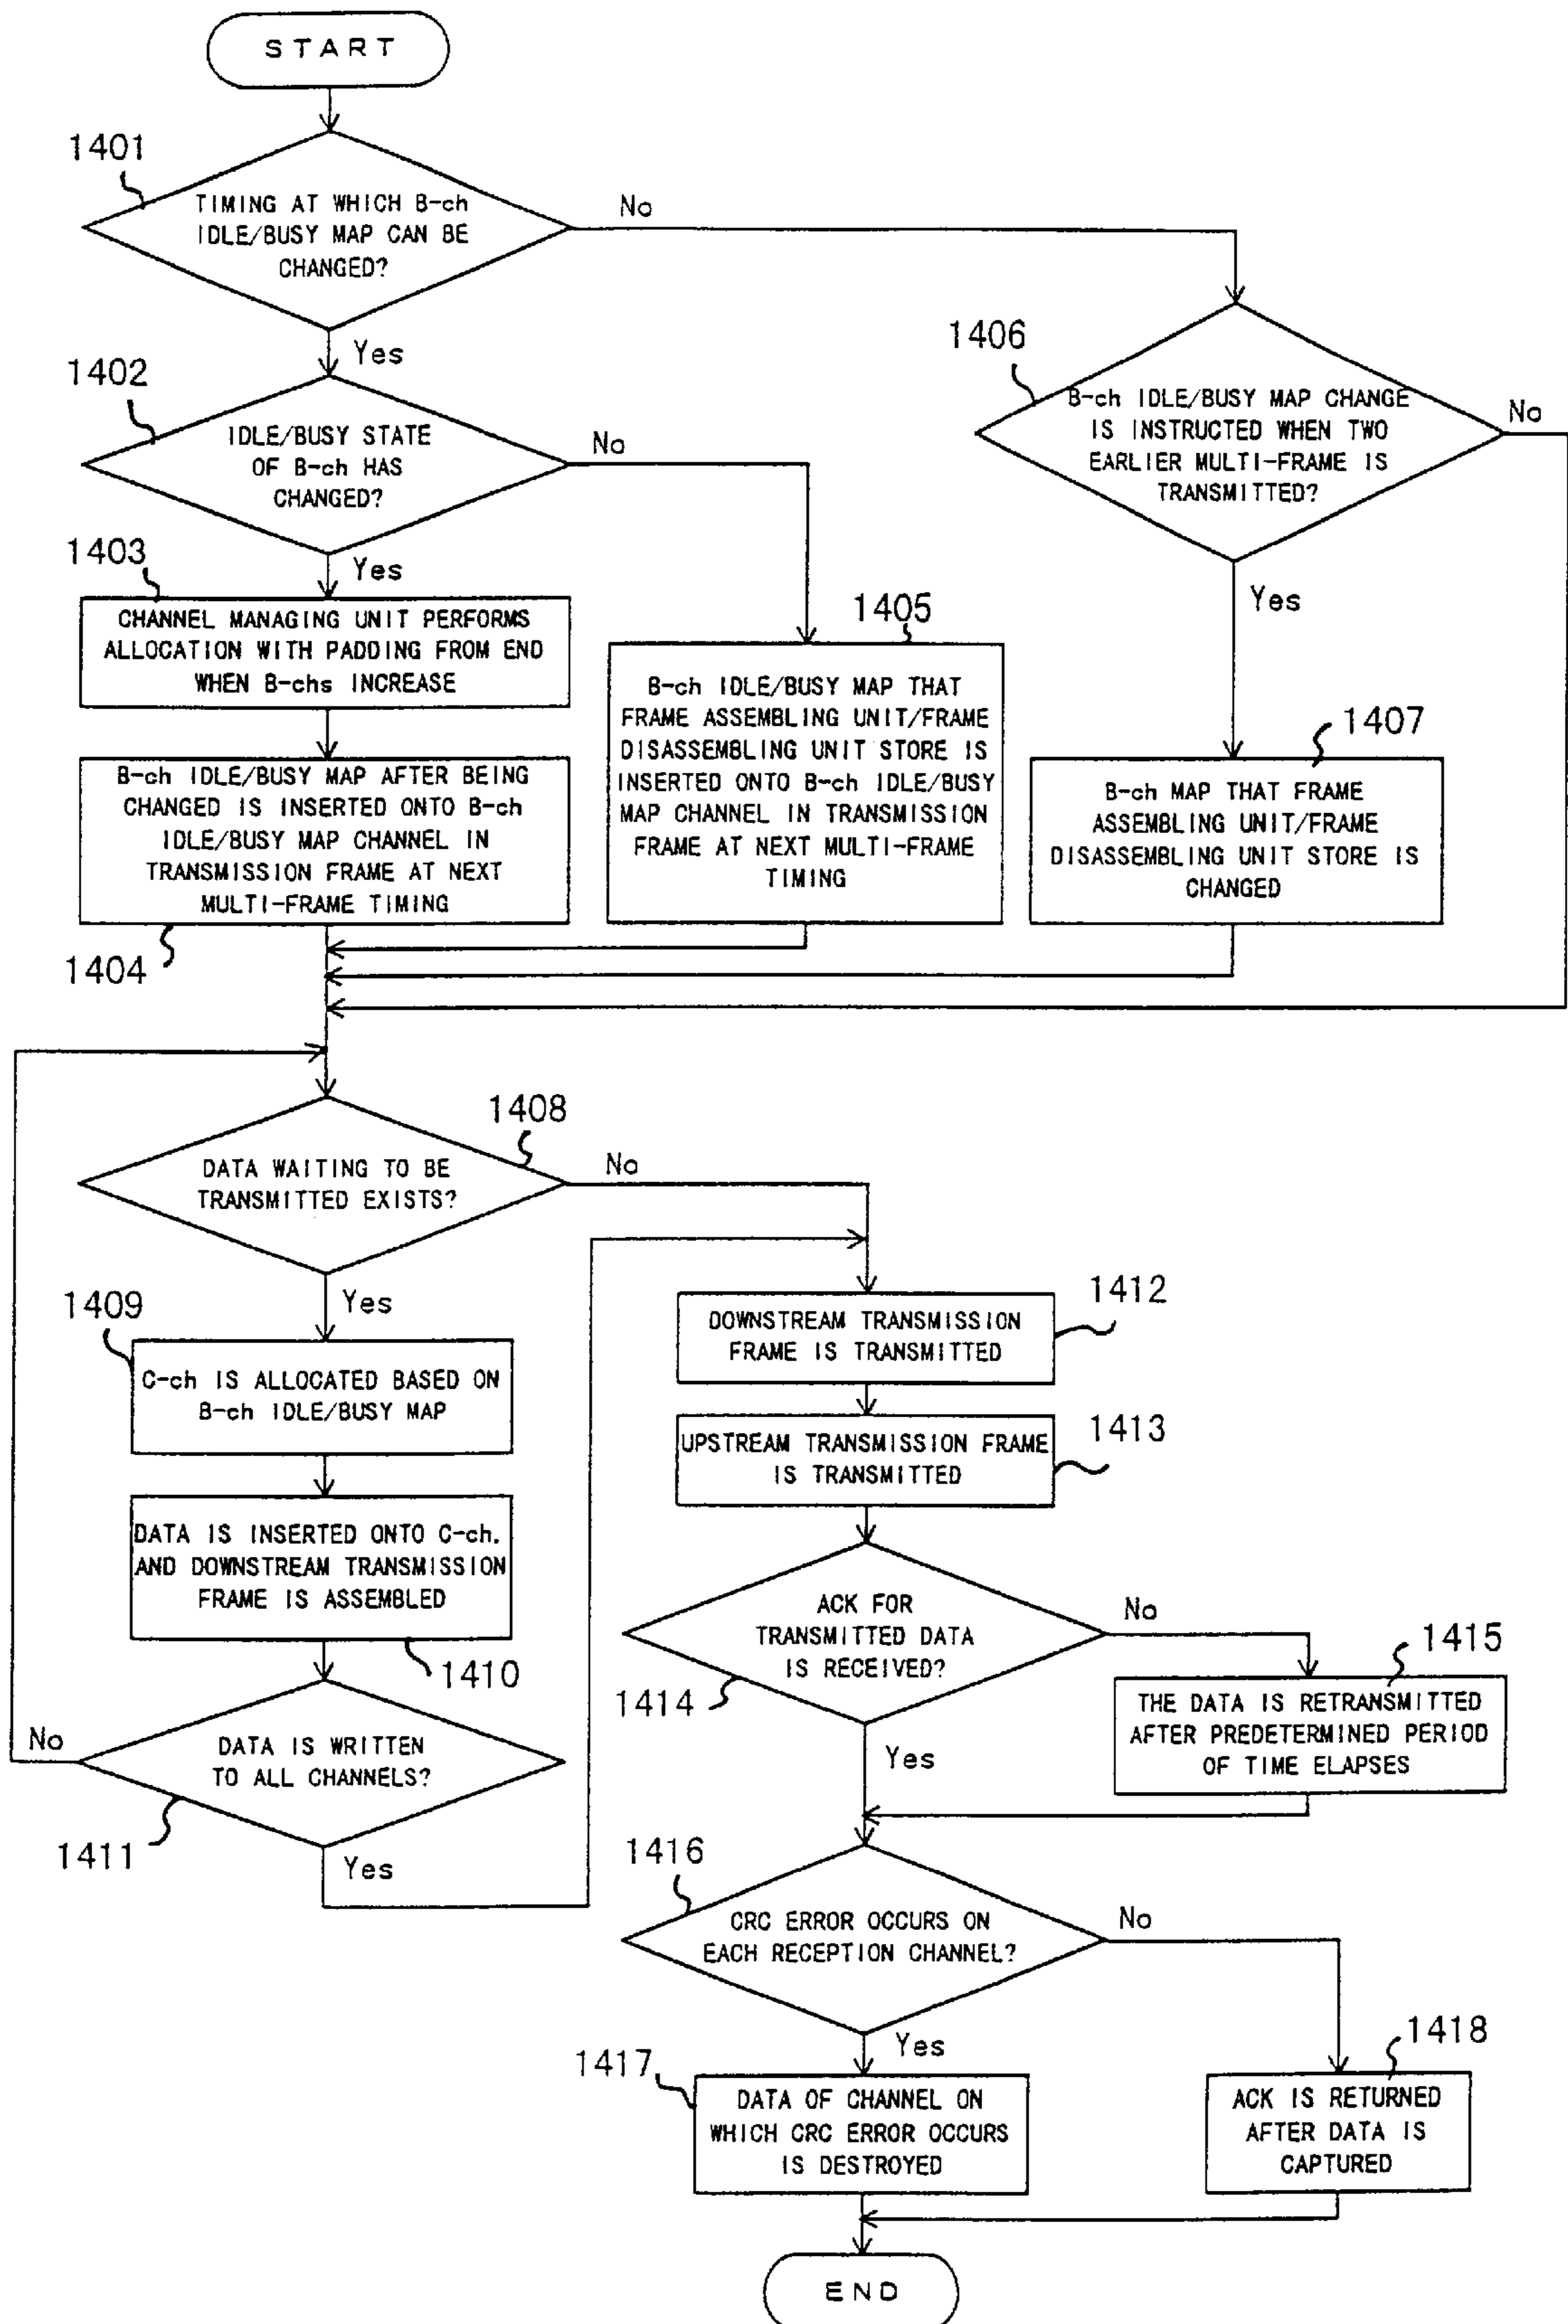 START
1401
TIMING AT WHICH B-ch
IDLE/BUSY MAP CAN BE
CHANGED?
No
Yes
1402
IDLE/BUSY STATE
OF B-ch HAS
CHANGED?
No
Yes
1406
B-ch IDLE/BUSY MAP CHANGE
IS INSTRUCTED WHEN TWO
EARLIER MULTI-FRAME IS
TRANSMITTED?
No
Yes
1403
CHANNEL MANAGING UNIT PERFORMS
ALLOCATION WITH PADDING FROM END
WHEN B-chs INCREASE
1405
B-ch IDLE/BUSY MAP THAT
FRAME ASSEMBLING UNIT/FRAME
DISASSEMBLING UNIT STORE IS
INSERTED ONTO B-ch IDLE/BUSY
MAP CHANNEL IN TRANSMISSION
FRAME AT NEXT MULTI-FRAME
TIMING
1407
B-ch MAP THAT FRAME
ASSEMBLING UNIT/FRAME
DISASSEMBLING UNIT STORE IS
CHANGED
B-ch IDLE/BUSY MAP AFTER BEING
CHANGED IS INSERTED ONTO B-ch
IDLE/BUSY MAP CHANNEL IN
TRANSMISSION FRAME AT NEXT
MULTI-FRAME TIMING
1404
1408
DATA WAITING TO BE
TRANSMITTED EXISTS?
No
Yes
1409
C-ch IS ALLOCATED BASED ON
B-ch IDLE/BUSY MAP
DATA IS INSERTED ONTO C-ch.
AND DOWNSTREAM TRANSMISSION
FRAME IS ASSEMBLED
1410
DATA IS WRITTEN
TO ALL CHANNELS?
No
1411
Yes
1412
DOWNSTREAM TRANSMISSION
FRAME IS TRANSMITTED
1413
UPSTREAM TRANSMISSION FRAME
IS TRANSMITTED
ACK FOR
TRANSMITTED DATA
IS RECEIVED?
1414
No
Yes
1415
THE DATA IS RETRANSMITTED
AFTER PREDETERMINED PERIOD
OF TIME ELAPSES
1416
CRC ERROR OCCURS ON
EACH RECEPTION CHANNEL?
No
Yes
1417
DATA OF CHANNEL ON
WHICH CRC ERROR OCCURS
IS DESTROYED
1418
ACK IS RETURNED
AFTER DATA IS
CAPTURED
END